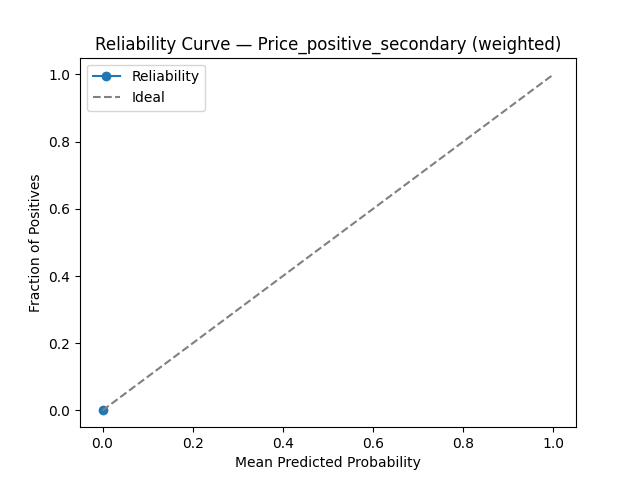 Reliability Curve — Price_positive_secondary (weighted)
Reliability
Ideal
1.0
0.8
0.6
0.4
0.2
0.0
Fraction of Positives
0.0 0.2 0.4 0.6 0.8 1.0
Mean Predicted Probability